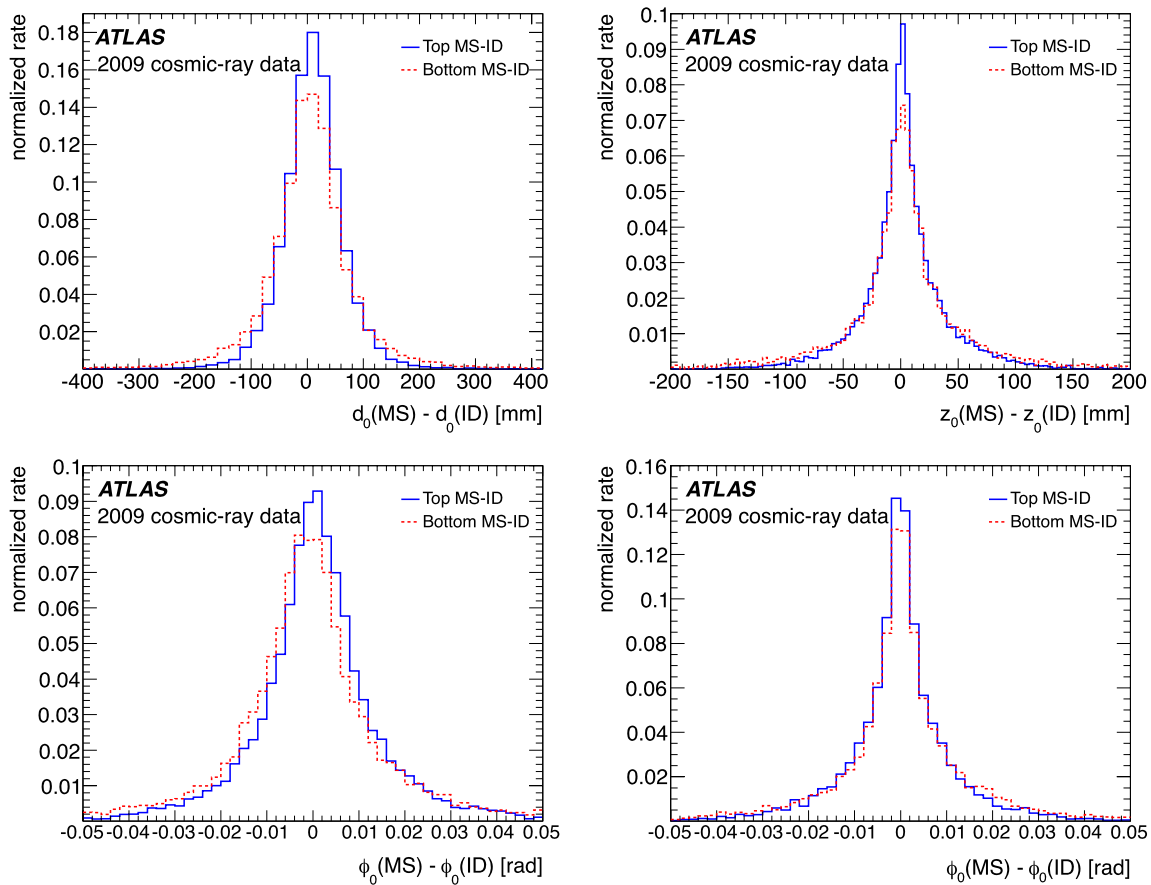 ATLAS
2009 cosmic-ray data
Top MS-ID
Bottom MS-ID
normalized rate
0.18
0.16
0.14
0.12
0.1
0.08
0.06
0.04
0.02
-400 -300 -200 -100 0 100 200 300 400
d₀(MS) - d₀(ID) [mm]
ATLAS
2009 cosmic-ray data
Top MS-ID
Bottom MS-ID
normalized rate
0.1
0.09
0.08
0.07
0.06
0.05
0.04
0.03
0.02
0.01
-200 -150 -100 -50 0 50 100 150 200
z₀(MS) - z₀(ID) [mm]
ATLAS
2009 cosmic-ray data
Top MS-ID
Bottom MS-ID
normalized rate
0.1
0.09
0.08
0.07
0.06
0.05
0.04
0.03
0.02
0.01
-0.05 -0.04 -0.03 -0.02 -0.01 0 0.01 0.02 0.03 0.04 0.05
ϕ₀(MS) - ϕ₀(ID) [rad]
ATLAS
2009 cosmic-ray data
Top MS-ID
Bottom MS-ID
normalized rate
0.16
0.14
0.12
0.1
0.08
0.06
0.04
0.02
-0.05 -0.04 -0.03 -0.02 -0.01 0 0.01 0.02 0.03 0.04 0.05
ϕ₀(MS) - ϕ₀(ID) [rad]